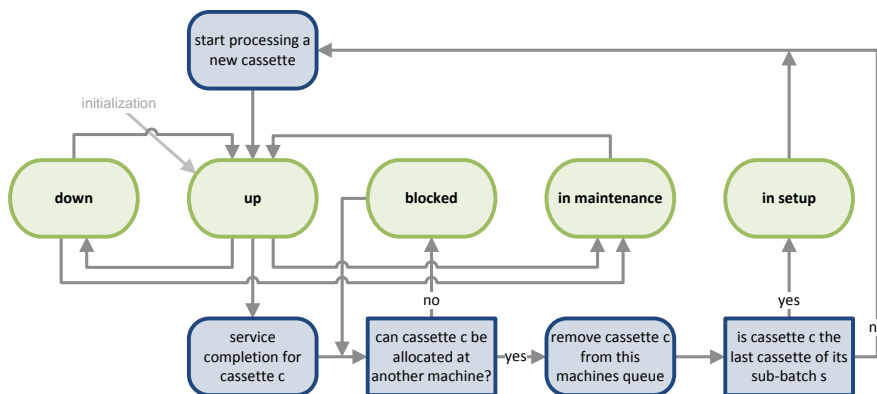 start processing a
new cassette
initialization
down
up
blocked
in maintenance
in setup
no
yes
n
service
completion for
cassette c
can cassette c be
allocated at
another machine?
yes
remove cassette c
from this
machines queue
is cassette c the
last cassette of its
sub-batch s